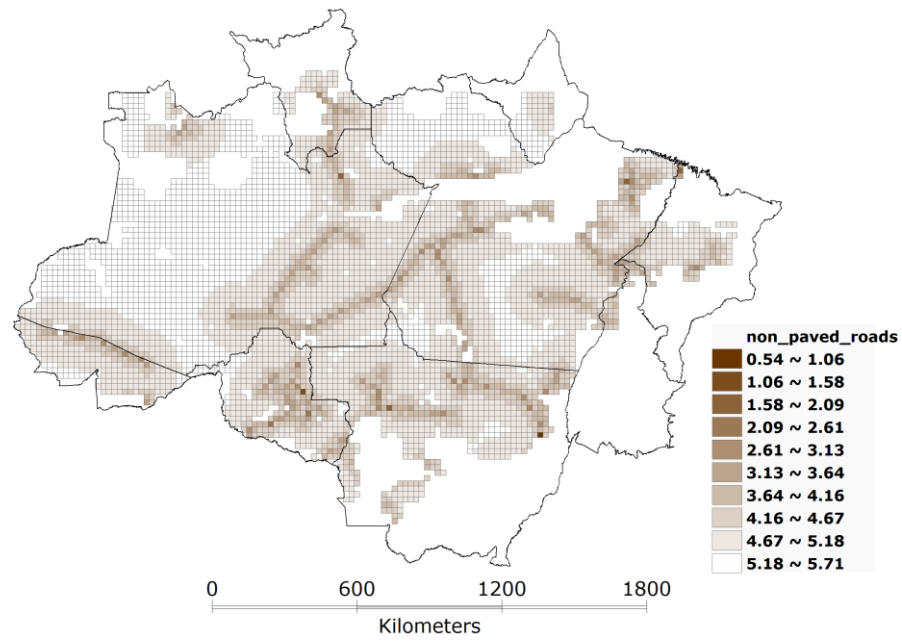 non_paved_roads
0.54 ~ 1.06
1.06 ~ 1.58
1.58 ~ 2.09
2.09 ~ 2.61
2.61 ~ 3.13
3.13 ~ 3.64
3.64 ~ 4.16
4.16 ~ 4.67
4.67 ~ 5.18
5.18 ~ 5.71
0 600 1200 1800
Kilometers